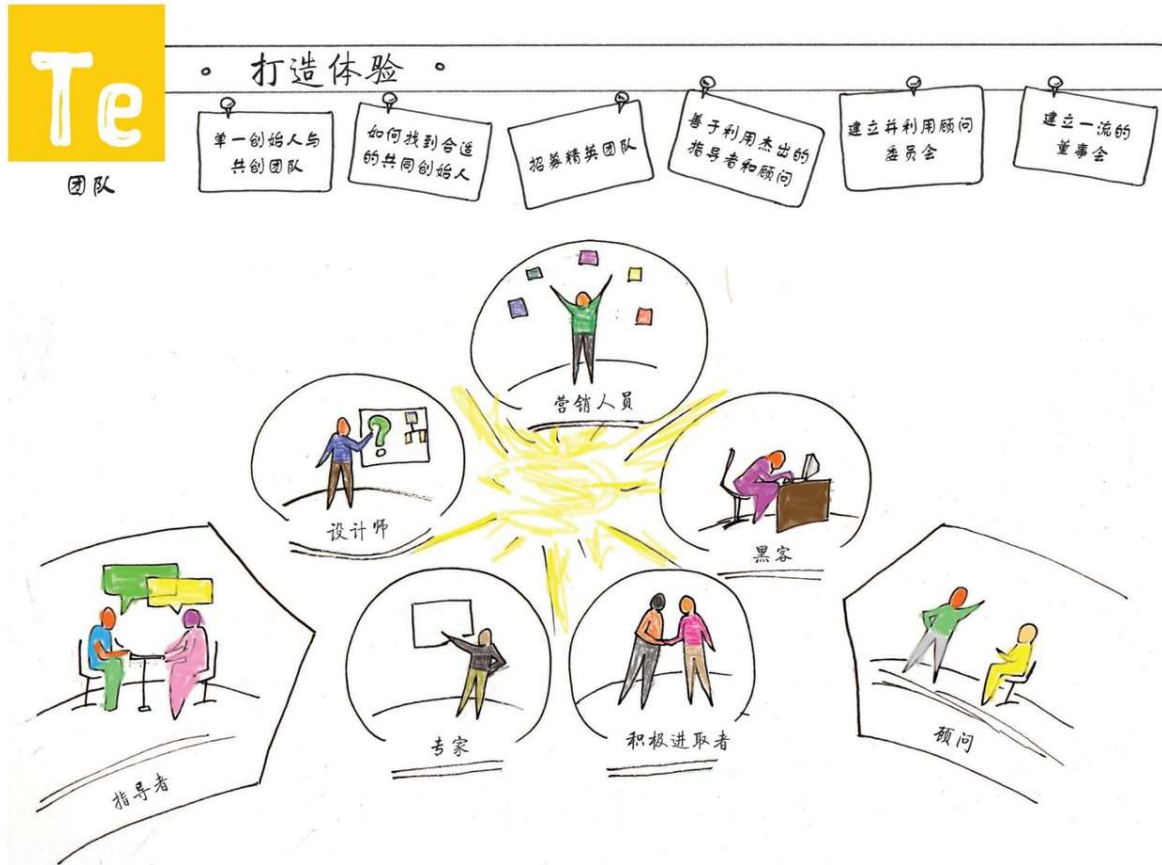 Te
团队
• 打造体验 •
单一创始人与
共创团队
如何找到合适
的共同创始人
招募精英团队
善于利用杰出的
指导者和顾问
建立并利用顾问
委员会
建立一流的
董事会
营销人员
设计师
?
黑客
指导者
专家
积极进取者
顾问